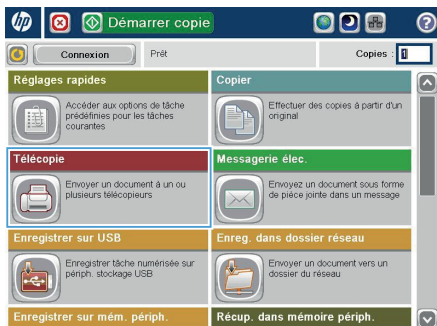 hp
Démarrer copie
?
Connexion
Prêt
Copies :
1
Réglages rapides
Accéder aux options de tâche
prédéfinies pour les tâches
courantes
Copier
Effectuer des copies à partir d'un
original
Télécopie
Envoyer un document à un ou
plusieurs télécopieurs
Messagerie élec.
Envoyez un document sous forme
de pièce jointe dans un message
Enregistrer sur USB
Enregistrer tâche numérisée sur
périph. stockage USB
Enreg. dans dossier réseau
Envoyer un document vers un
dossier du réseau
Enregistrer sur mém. périph.
Récup. dans mémoire périph.